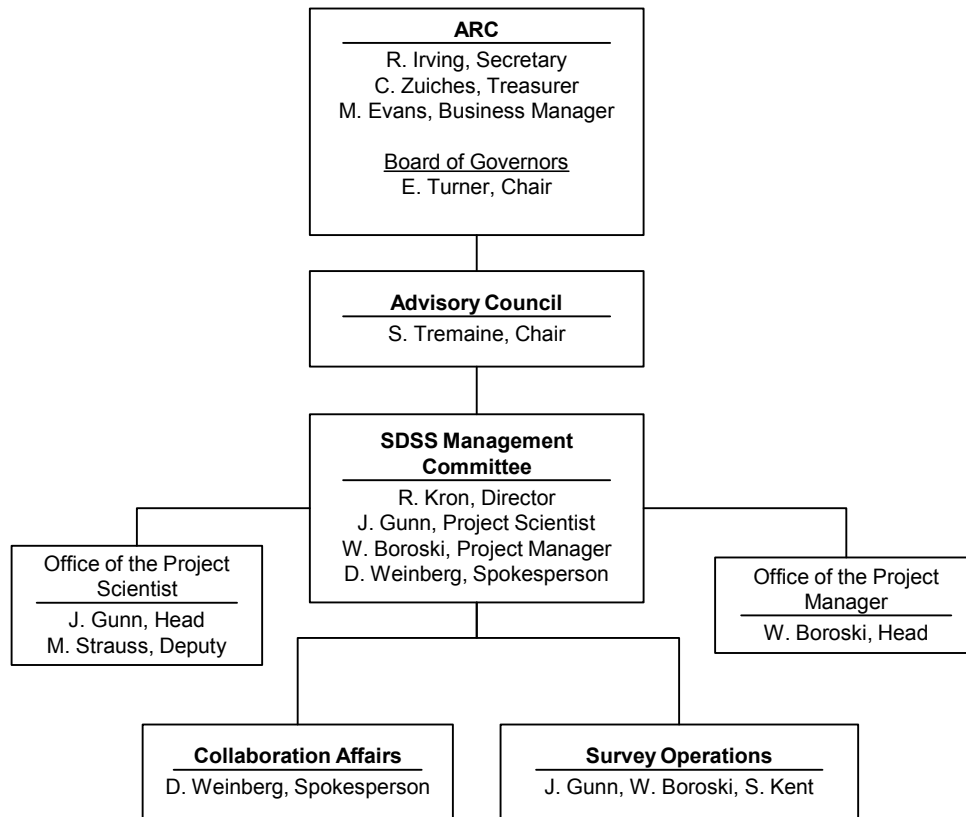 ARC
R. Irving, Secretary
C. Zuiches, Treasurer
M. Evans, Business Manager
Board of Governors
E. Turner, Chair
Advisory Council
S. Tremaine, Chair
SDSS Management
Committee
R. Kron, Director
J. Gunn, Project Scientist
W. Boroski, Project Manager
D. Weinberg, Spokesperson
Office of the Project
Scientist
J. Gunn, Head
M. Strauss, Deputy
Office of the Project
Manager
W. Boroski, Head
Collaboration Affairs
D. Weinberg, Spokesperson
Survey Operations
J. Gunn, W. Boroski, S. Kent